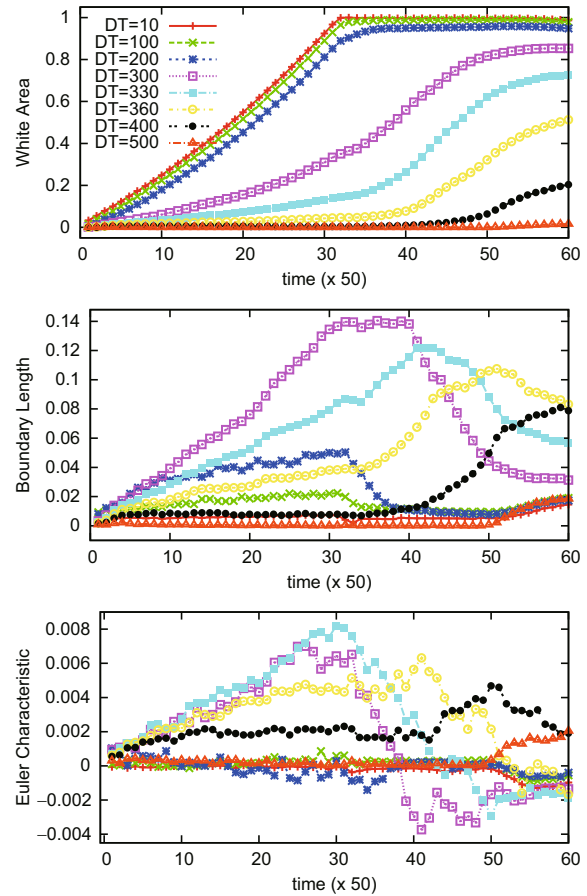 1
0.8
0.6
0.4
0.2
0
White Area
DT=10
DT=100
DT=200
DT=300
DT=330
DT=360
DT=400
DT=500
10 20 30 40 50 60
time (x 50)
0.14
0.12
0.1
0.08
0.06
0.04
0.02
0
Boundary Length
0 10 20 30 40 50 60
time (x 50)
0.008
0.006
0.004
0.002
0
−0.002
−0.004
Euler Characteristic
0 10 20 30 40 50 60
time (x 50)